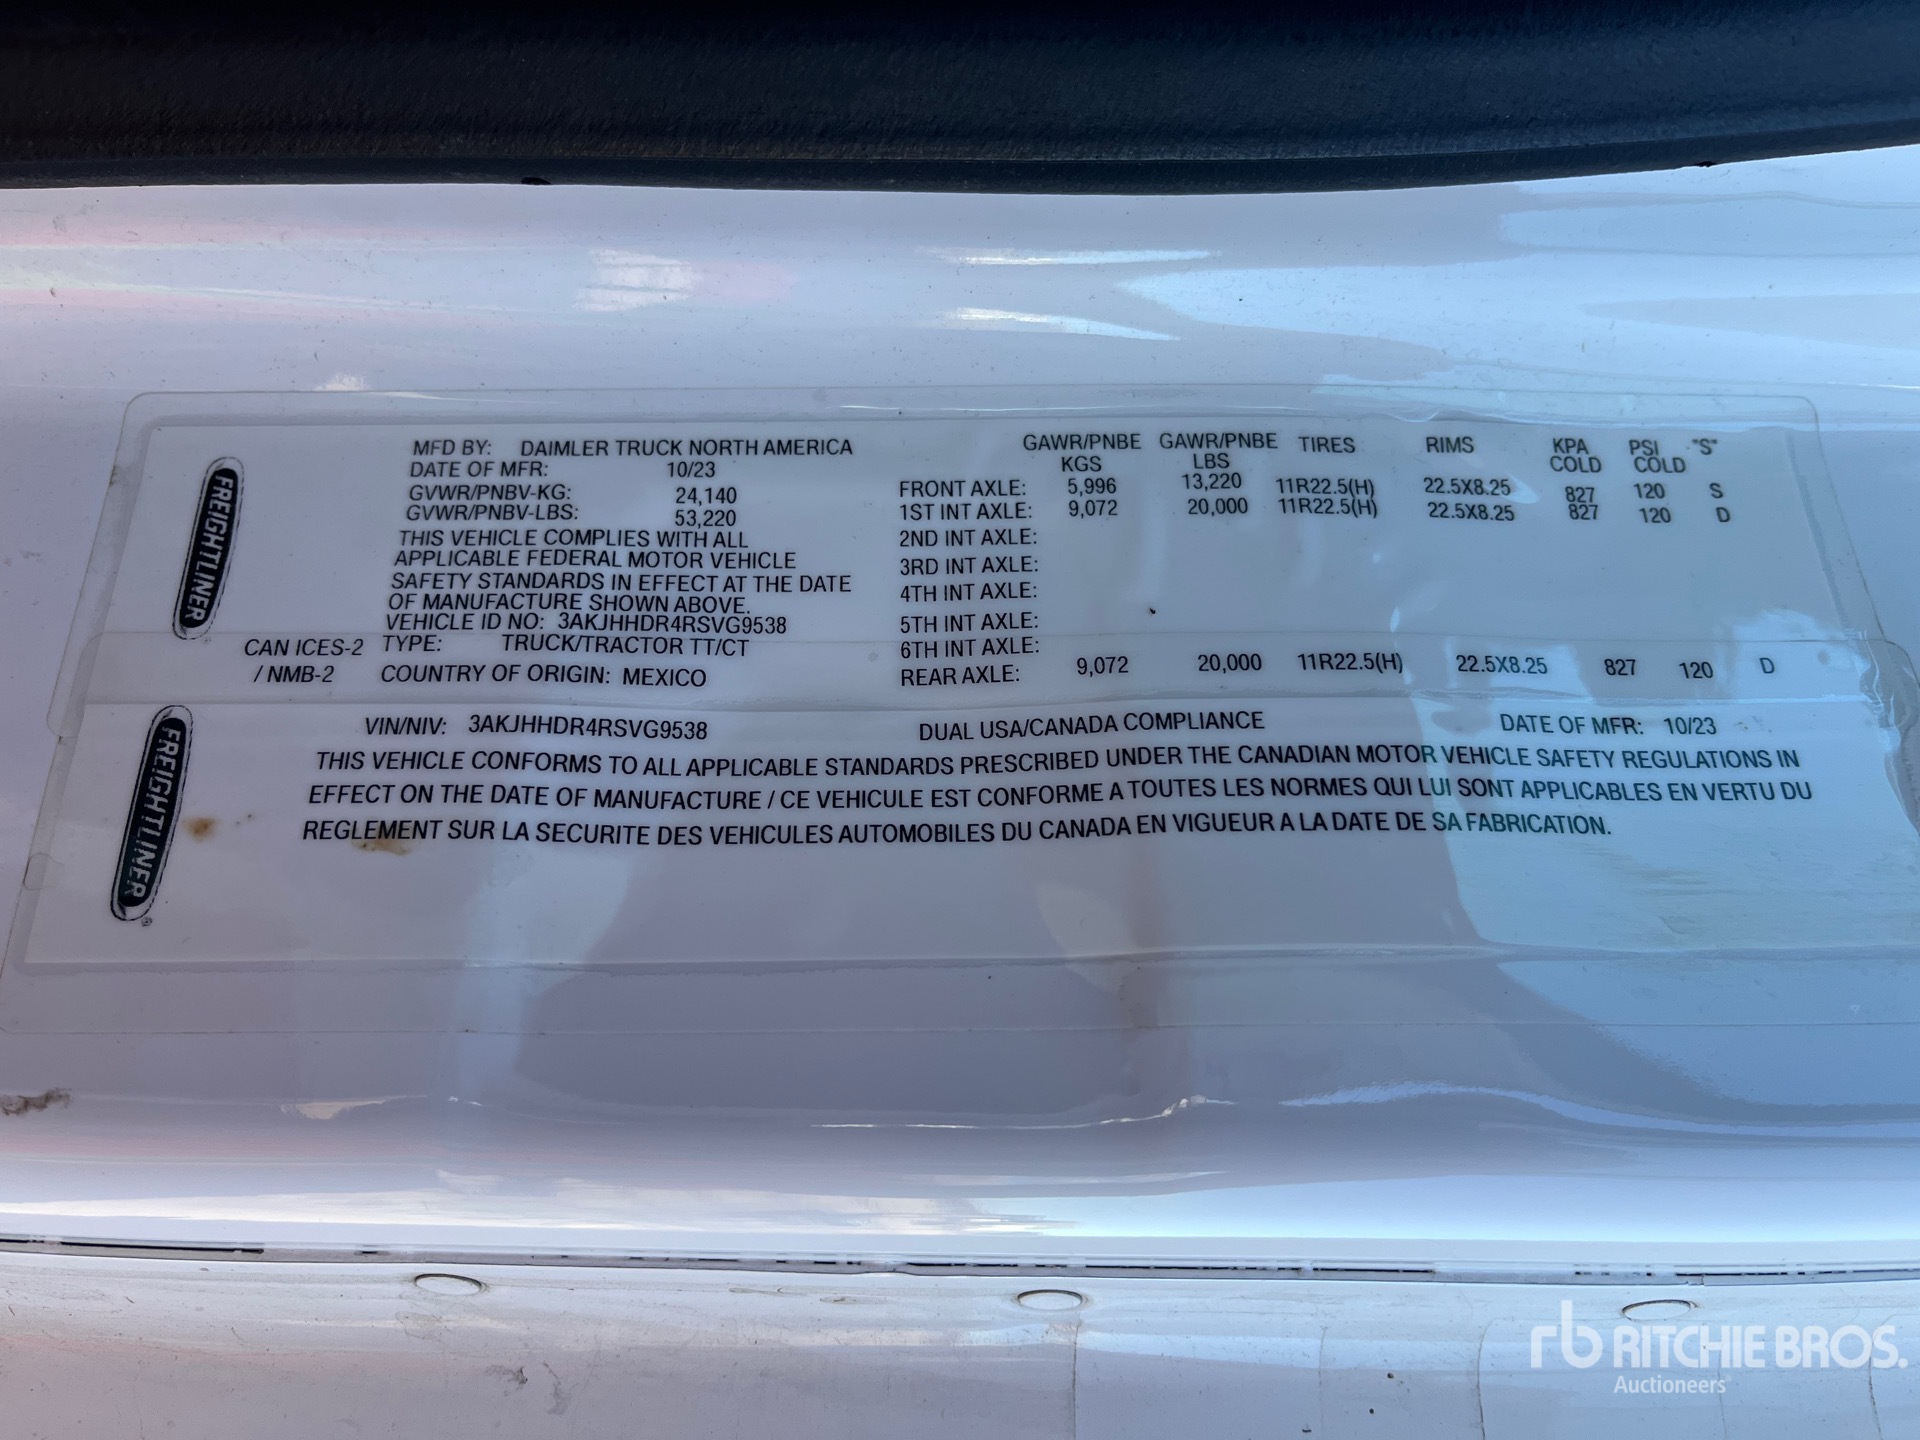 FREIGHTLINER
MFD BY: DAIMLER TRUCK NORTH AMERICA
DATE OF MFR: 10/23
GVWR/PNBV-KG: 24,140
GVWR/PNBV-LBS: 53,220
THIS VEHICLE COMPLIES WITH ALL
APPLICABLE FEDERAL MOTOR VEHICLE
SAFETY STANDARDS IN EFFECT AT THE DATE
OF MANUFACTURE SHOWN ABOVE.
VEHICLE ID NO: 3AKJHHDR4RSVG9538
TYPE: TRUCK/TRACTOR TT/CT
COUNTRY OF ORIGIN: MEXICO
CAN ICES-2
/ NMB-2
GAWR/PNBE GAWR/PNBE TIRES RIMS KPA PSI "S"
KGS LBS COLD COLD
FRONT AXLE: 5,996 13,220 11R22.5(H) 22.5X8.25 827 120 S
1ST INT AXLE: 9,072 20,000 11R22.5(H) 22.5X8.25 827 120 D
2ND INT AXLE:
3RD INT AXLE:
4TH INT AXLE:
5TH INT AXLE:
6TH INT AXLE:
REAR AXLE: 9,072 20,000 11R22.5(H) 22.5X8.25 827 120 D
FREIGHTLINER®
VIN/NIV: 3AKJHHDR4RSVG9538 DUAL USA/CANADA COMPLIANCE DATE OF MFR: 10/23
THIS VEHICLE CONFORMS TO ALL APPLICABLE STANDARDS PRESCRIBED UNDER THE CANADIAN MOTOR VEHICLE SAFETY REGULATIONS IN
EFFECT ON THE DATE OF MANUFACTURE / CE VEHICULE EST CONFORME A TOUTES LES NORMES QUI LUI SONT APPLICABLES EN VERTU DU
REGLEMENT SUR LA SECURITE DES VEHICULES AUTOMOBILES DU CANADA EN VIGUEUR A LA DATE DE SA FABRICATION.
rb RITCHIE BROS.
Auctioneers